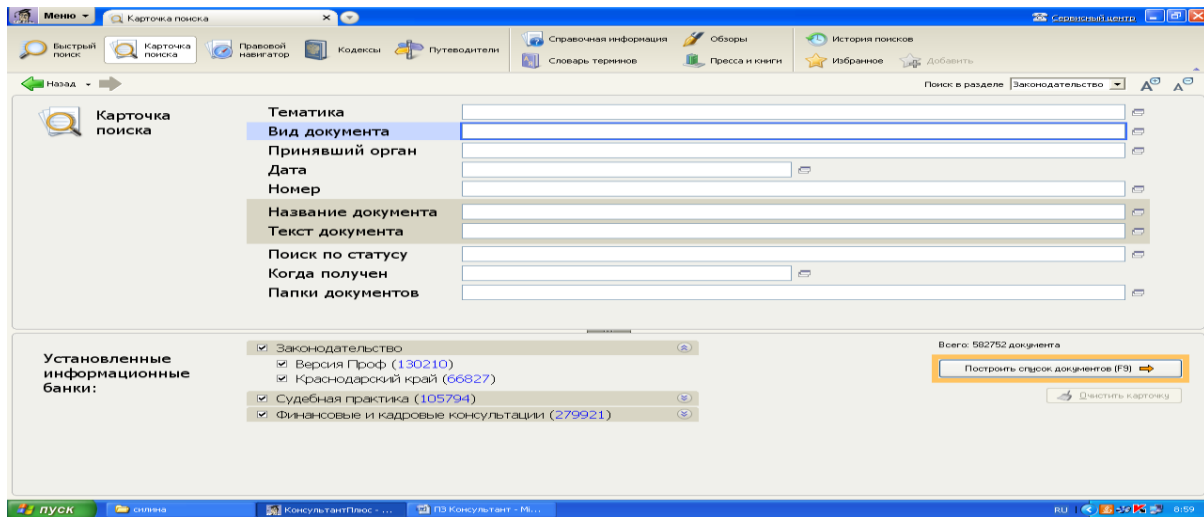 Меню
Карточка поиска
Сервисный центр
Быстрый поиск
Карточка поиска
Правовой навигатор
Кодексы
Путеводители
Справочная информация
Словарь терминов
Обзоры
Пресса и книги
История поисков
Избранное
Добавить
Назад
Поиск в разделе Законодательство
A A
Карточка поиска
Тематика
Вид документа
Принявший орган
Дата
Номер
Название документа
Текст документа
Поиск по статусу
Когда получен
Папки документов
Установленные информационные банки:
Законодательство
Версия Проф (130210)
Краснодарский край (66827)
Судебная практика (105794)
Финансовые и кадровые консультации (279921)
Всего: 582752 документа
Построить список документов (F9)
Очистить карточку
пуск
силина
КонсультантПлюс - ...
ПЗ Консультант - Mi...
RU
8:59